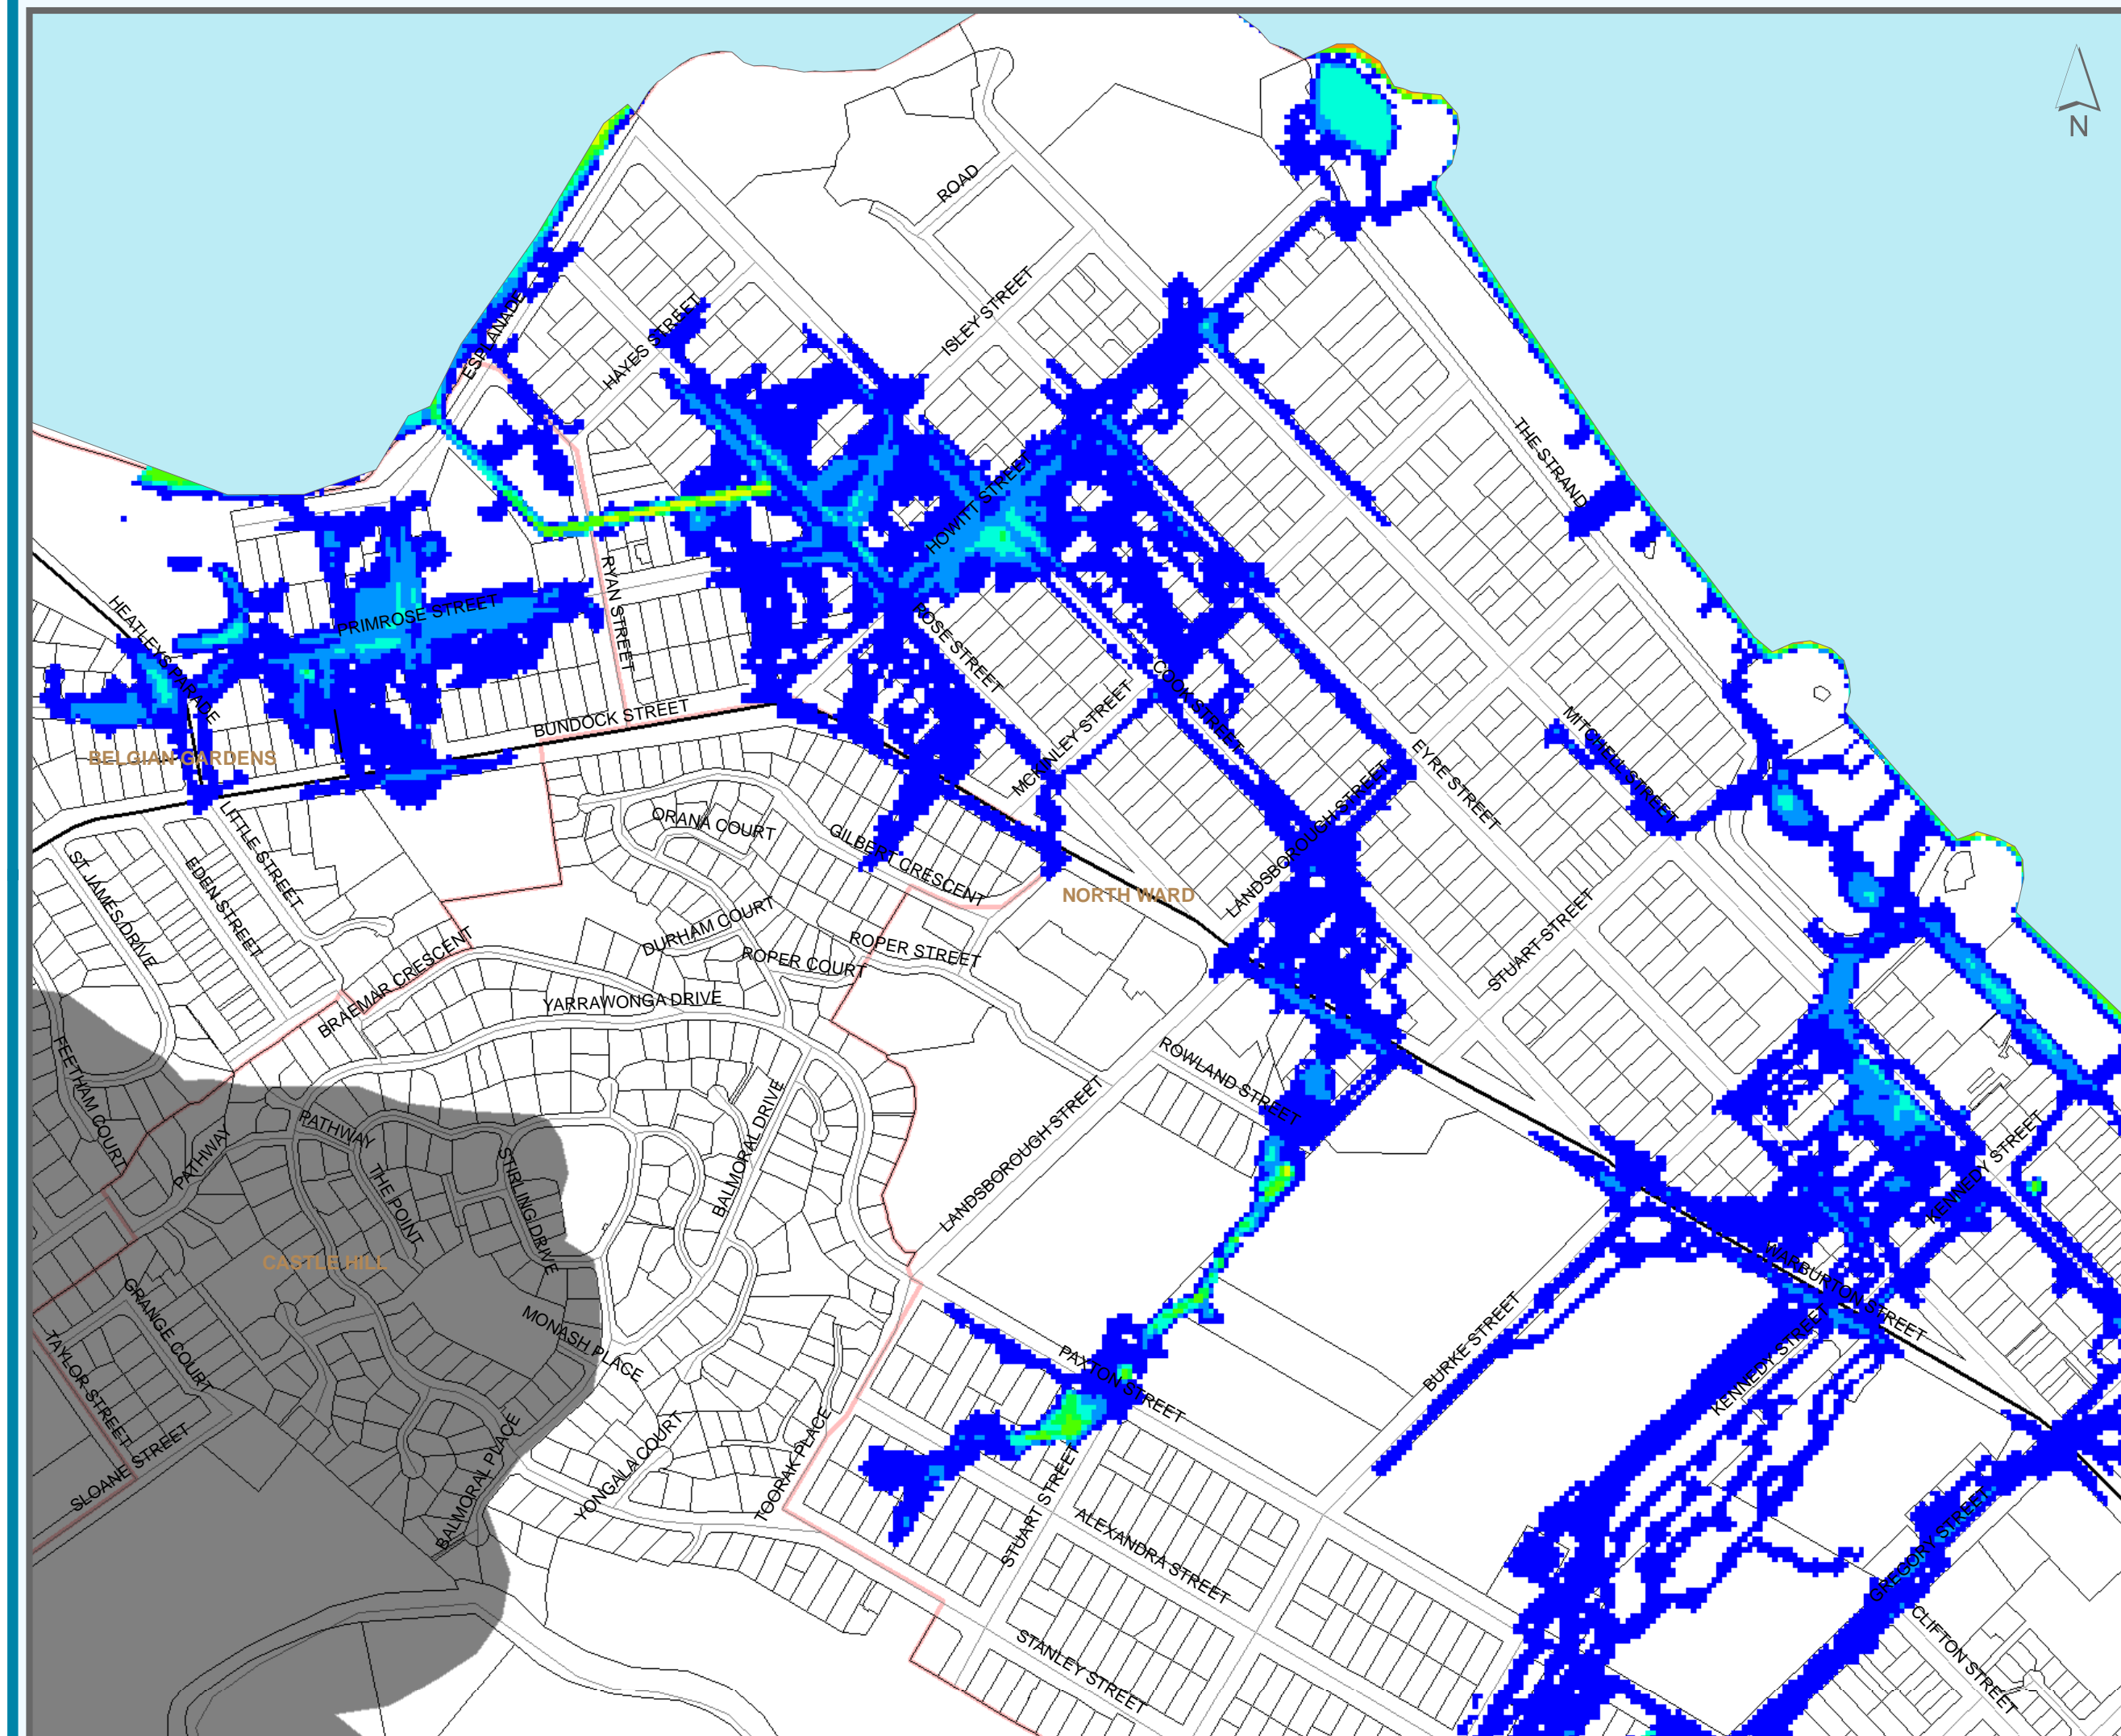 N
ROAD
ESPLANADE
HAYES STREET
ISLEY STREET
THE STRAND
HOWITT STREET
RYAN STREET
PRIMROSE STREET
HEATLEYS PARADE
ROSE STREET
COOK STREET
MCKINLEY STREET
BUNDOCK STREET
BELGIAN GARDENS
MITCHELL STREET
EYRE STREET
LANDSBOROUGH STREET
LITTLE STREET
ORANA COURT
GILBERT CRESCENT
NORTH WARD
EDEN STREET
ST JAMES DRIVE
DURHAM COURT
ROPER STREET
ROPER COURT
STUART STREET
BRAEMAR CRESCENT
YARRAWONGA DRIVE
ROWLAND STREET
FEETHAM COURT
PATHWAY
PATHWAY
THE POINT
STIRLING DRIVE
BALMORAL DRIVE
LANDSBOROUGH STREET
KENNEDY STREET
CASTLE HILL
WARBURTON STREET
GRANGE COURT
MONASH PLACE
PAXTON STREET
BURKE STREET
KENNEDY STREET
TAYLOR STREET
SLOANE STREET
BALMORAL PLACE
YONGALA COURT
TOORAK PLACE
STUART STREET
ALEXANDRA STREET
GREGORY STREET
CLIFTON STREET
STANLEY STREET